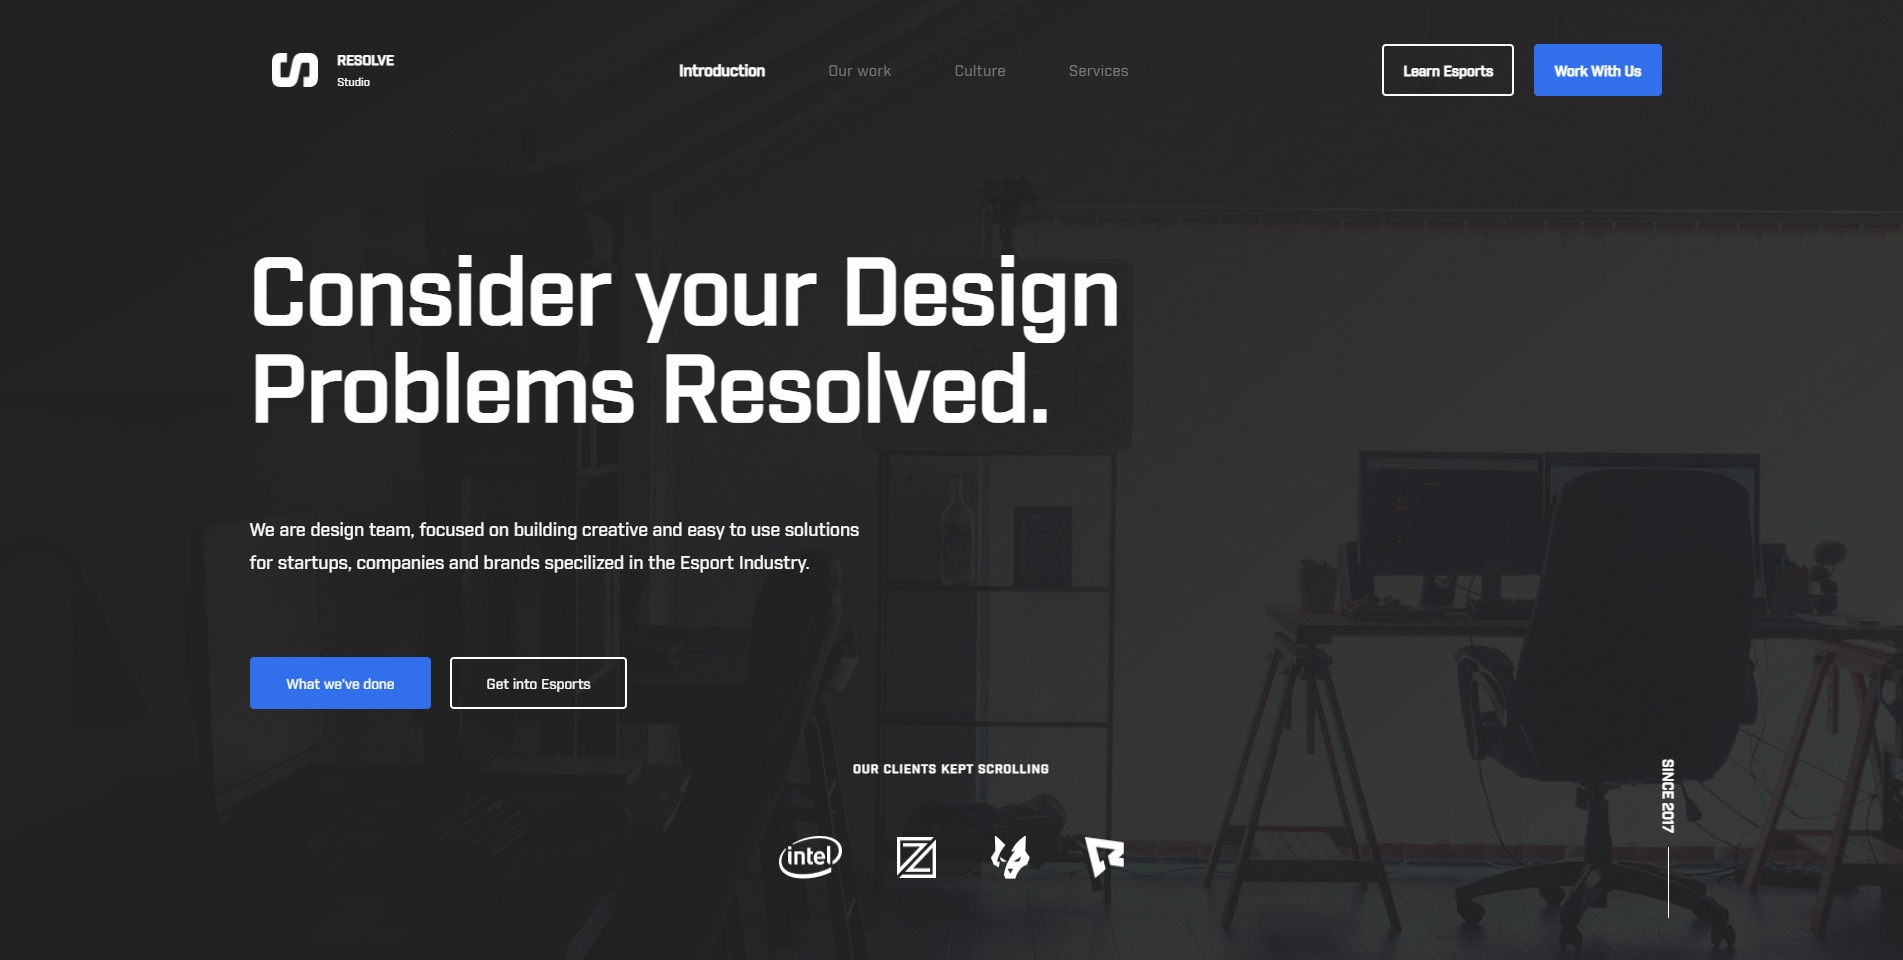 RESOLVE
Studio
Introduction
Our work
Culture
Services
Learn Esports
Work With Us
Consider your Design
Problems Resolved.
We are design team, focused on building creative and easy to use solutions
for startups, companies and brands specilized in the Esport Industry.
What we've done
Get into Esports
OUR CLIENTS KEPT SCROLLING
intel
SINCE 2017